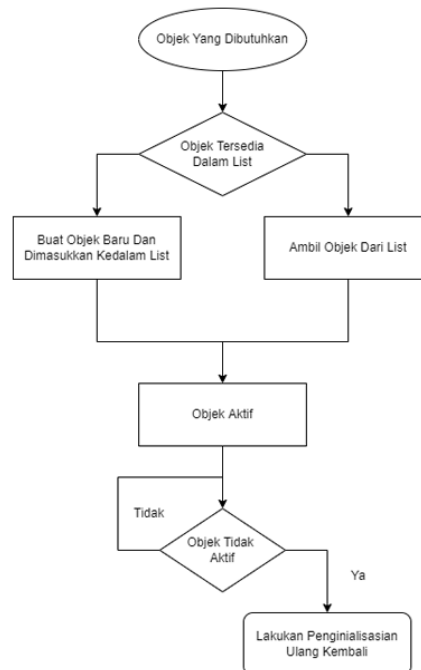 Objek Yang Dibutuhkan
Objek Tersedia
Dalam List
Buat Objek Baru Dan
Dimasukkan Kedalam List
Ambil Objek Dari List
Objek Aktif
Tidak
Objek Tidak
Aktif
Ya
Lakukan Penginialisasian
Ulang Kembali